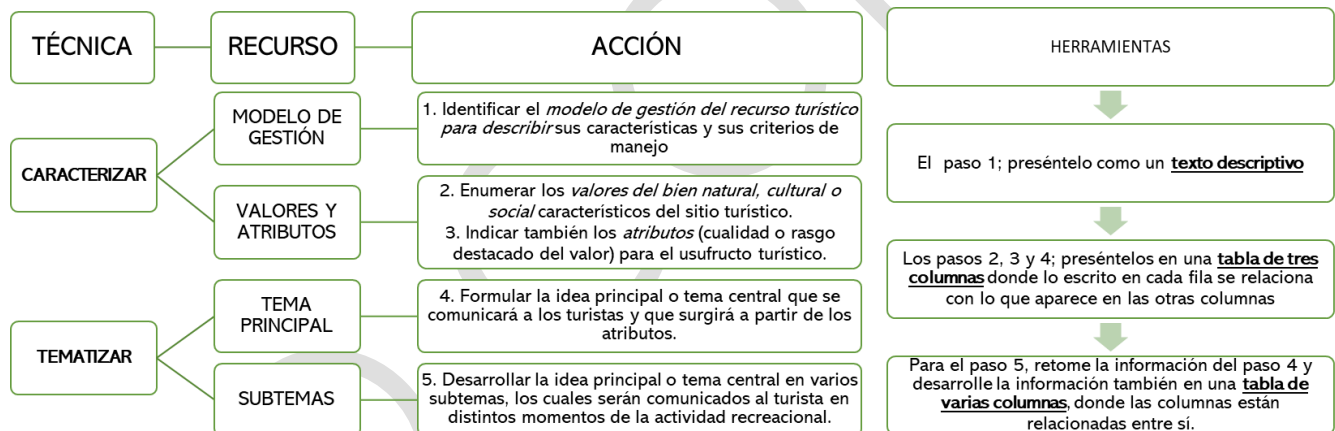 TÉCNICA
RECURSO
ACCIÓN
HERRAMIENTAS
CARACTERIZAR
MODELO DE
GESTIÓN
1. Identificar el modelo de gestión del recurso turístico
para describir sus características y sus criterios de
manejo
El paso 1; preséntelo como un texto descriptivo
VALORES Y
ATRIBUTOS
2. Enumerar los valores del bien natural, cultural o
social característicos del sitio turístico.
3. Indicar también los atributos (cualidad o rasgo
destacado del valor) para el usufructo turístico.
Los pasos 2, 3 y 4; preséntelos en una tabla de tres
columnas donde lo escrito en cada fila se relaciona
con lo que aparece en las otras columnas
TEMATIZAR
TEMA
PRINCIPAL
4. Formular la idea principal o tema central que se
comunicará a los turistas y que surgirá a partir de los
atributos.
SUBTEMAS
5. Desarrollar la idea principal o tema central en varios
subtemas, los cuales serán comunicados al turista en
distintos momentos de la actividad recreacional.
Para el paso 5, retome la información del paso 4 y
desarrolle la información también en una tabla de
varias columnas, donde las columnas están
relacionadas entre sí.